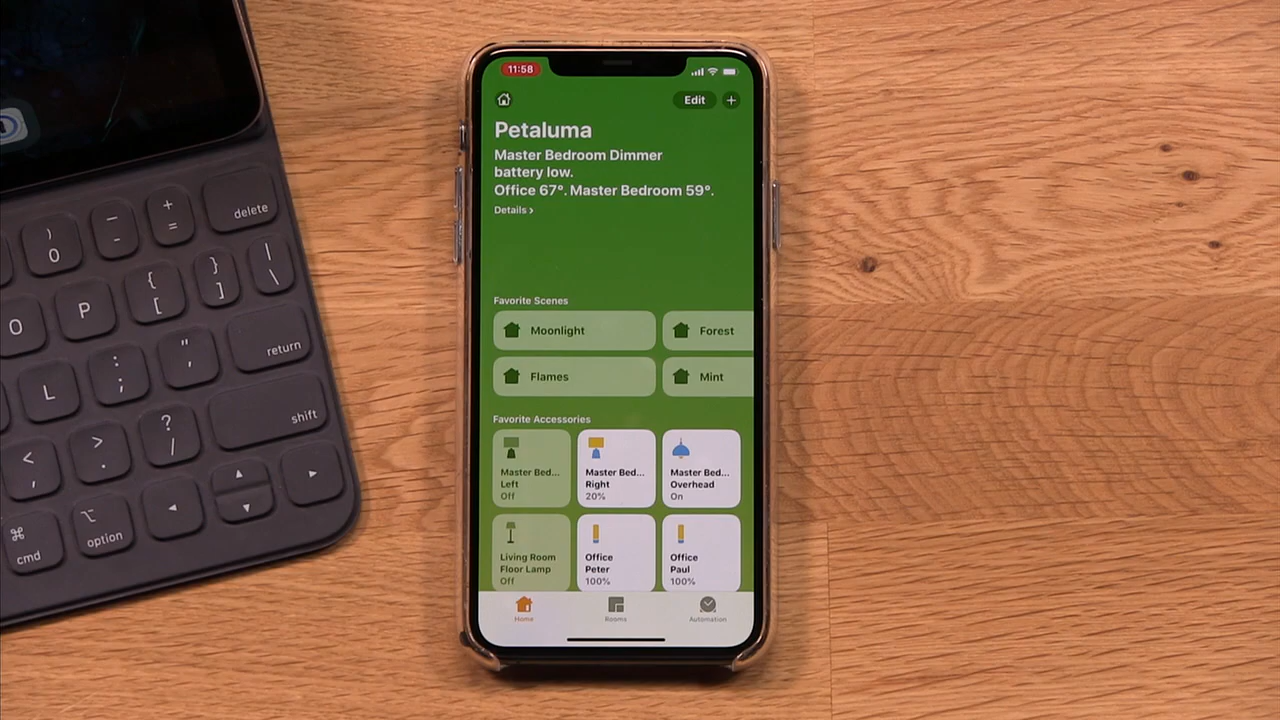 11:58
Edit +
Petaluma
Master Bedroom Dimmer
battery low.
Office 67°. Master Bedroom 59°.
Details ›
Favorite Scenes
Moonlight
Forest
Flames
Mint
Favorite Accessories
Master Bed...
Left
Off
Master Bed...
Right
20%
Master Bed...
Overhead
On
Living Room
Floor Lamp
Off
Office
Peter
100%
Office
Paul
100%
Home
Rooms
Automation
) 0
_ -
+ =
delete
O
P
{ [
} ]
| \
L
: ;
" '
return
< ,
> .
? /
shift
⌘ cmd
⌥ option
◂
▴
▾
▸